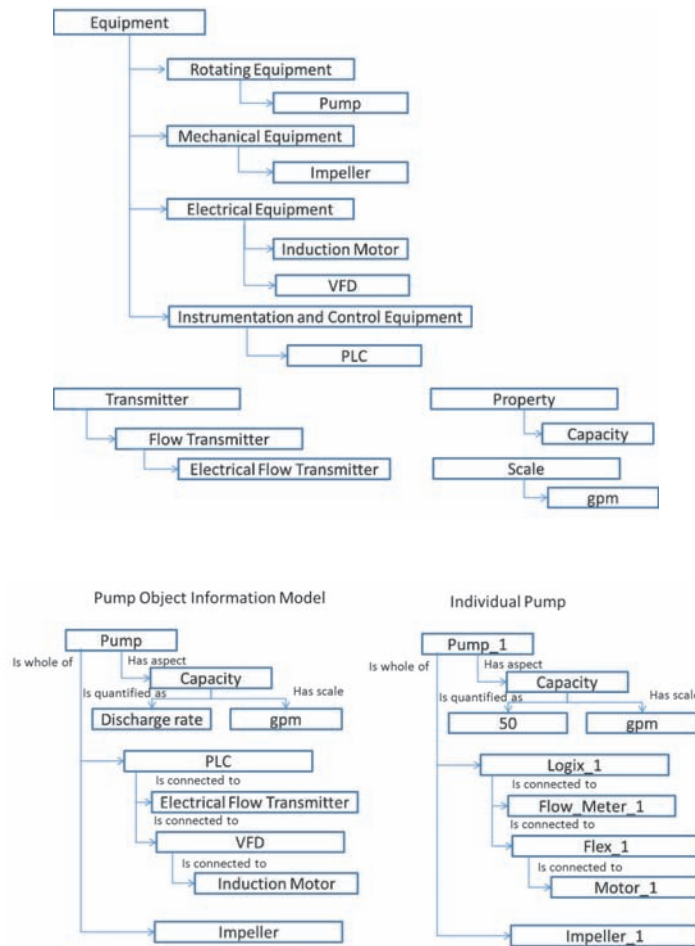 Equipment
Rotating Equipment
Pump
Mechanical Equipment
Impeller
Electrical Equipment
Induction Motor
VFD
Instrumentation and Control Equipment
PLC
Transmitter
Flow Transmitter
Electrical Flow Transmitter
Property
Capacity
Scale
gpm
Pump Object Information Model
Pump
Is whole of
Has aspect
Capacity
Is quantified as
Has scale
Discharge rate
gpm
PLC
Is connected to
Electrical Flow Transmitter
Is connected to
VFD
Is connected to
Induction Motor
Impeller
Individual Pump
Pump_1
Is whole of
Has aspect
Capacity
Is quantified as
Has scale
50
gpm
Logix_1
Is connected to
Flow_Meter_1
Is connected to
Flex_1
Is connected to
Motor_1
Impeller_1